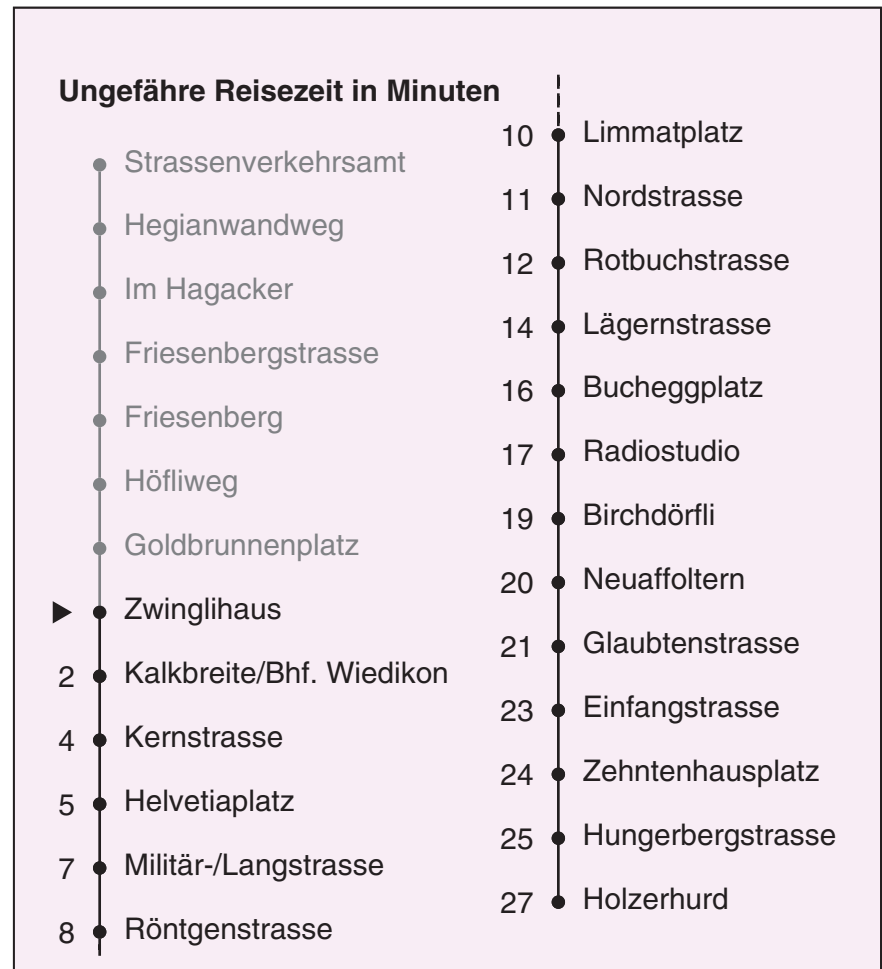 Ungefähre Reisezeit in Minuten
Strassenverkehrsamt
Hegianwandweg
Im Hagacker
Friesenbergstrasse
Friesenberg
Höfliweg
Goldbrunnenplatz
Zwinglihaus
2 Kalkbreite/Bhf. Wiedikon
4 Kernstrasse
5 Helvetiaplatz
7 Militär-/Langstrasse
8 Röntgenstrasse
10 Limmatplatz
11 Nordstrasse
12 Rotbuchstrasse
14 Lägernstrasse
16 Bucheggplatz
17 Radiostudio
19 Birchdörfli
20 Neuaffoltern
21 Glaubtenstrasse
23 Einfangstrasse
24 Zehntenhausplatz
25 Hungerbergstrasse
27 Holzerhurd